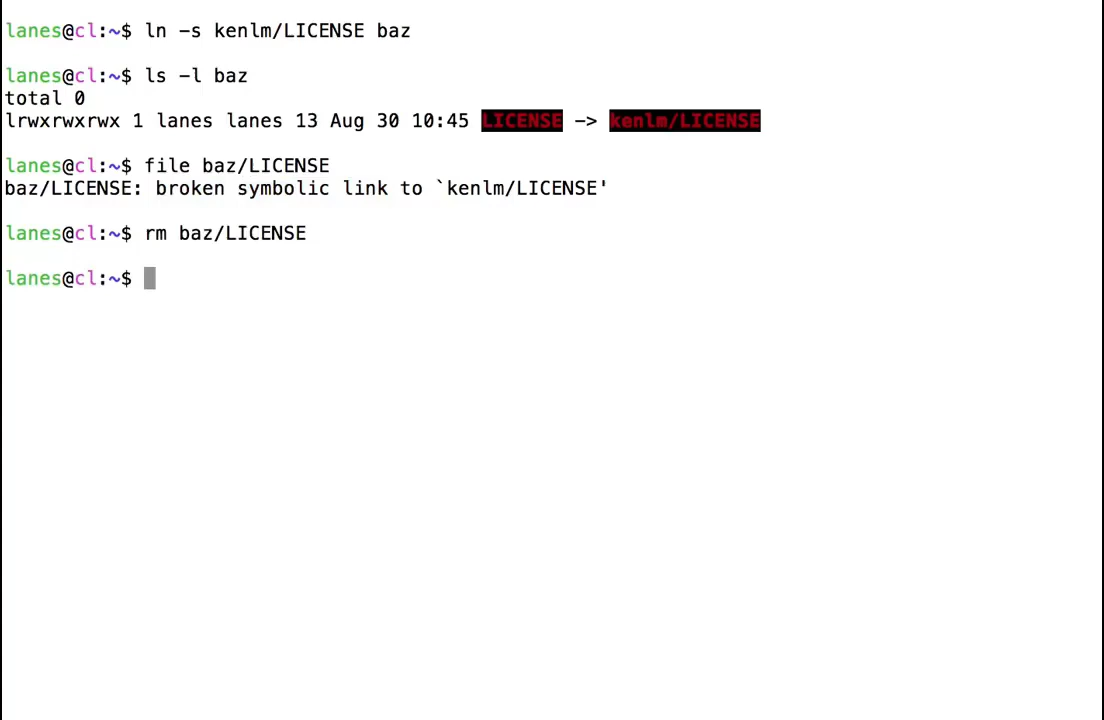 lanes@cl:~$ ln -s kenlm/LICENSE baz
lanes@cl:~$ ls -l baz
total 0
lrwxrwxrwx 1 lanes lanes 13 Aug 30 10:45 LICENSE -> kenlm/LICENSE
lanes@cl:~$ file baz/LICENSE
baz/LICENSE: broken symbolic link to `kenlm/LICENSE'
lanes@cl:~$ rm baz/LICENSE
lanes@cl:~$